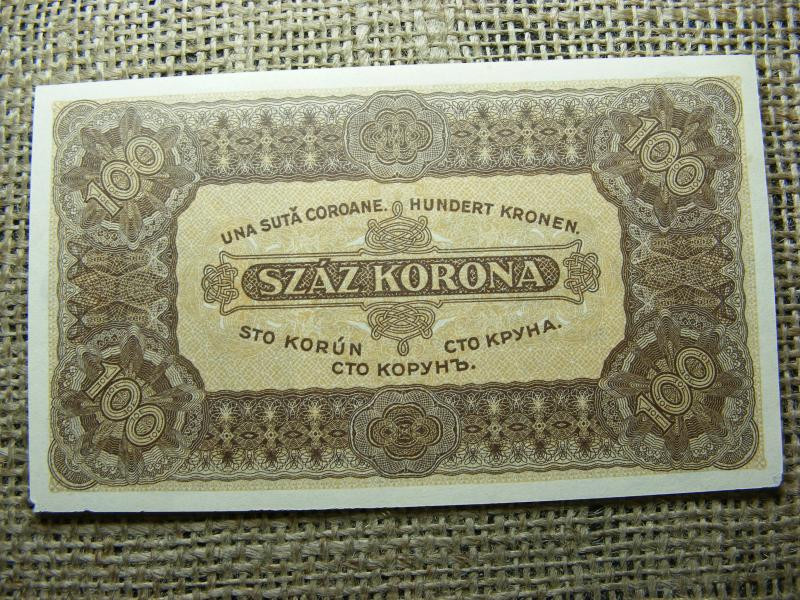 100
100
UNA SUTĂ COROANE. HUNDERT KRONEN.
SZÁZ KORONA
STO KORÚN СТО КРУНА.
СТО КОРУНЪ.
100
100